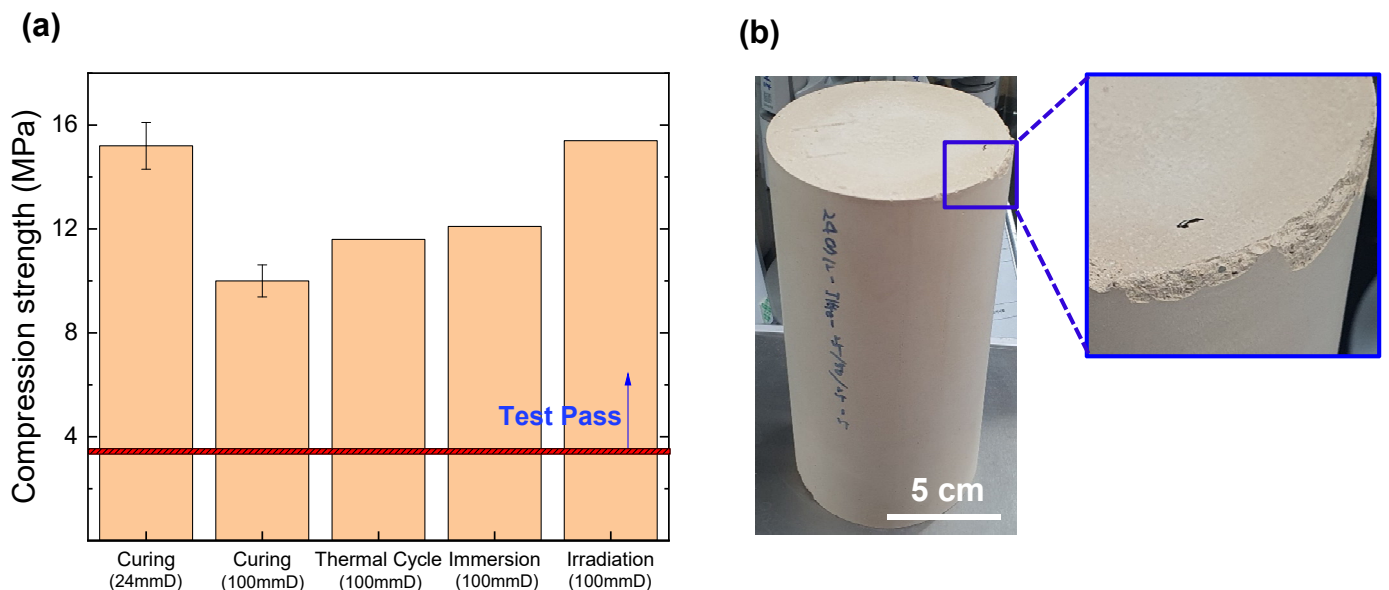 (a)
Compression strength (MPa)
16
12
8
4
Test Pass
Curing
(24mmD)
Curing
(100mmD)
Thermal Cycle
(100mmD)
Immersion
(100mmD)
Irradiation
(100mmD)
(b)
5 cm